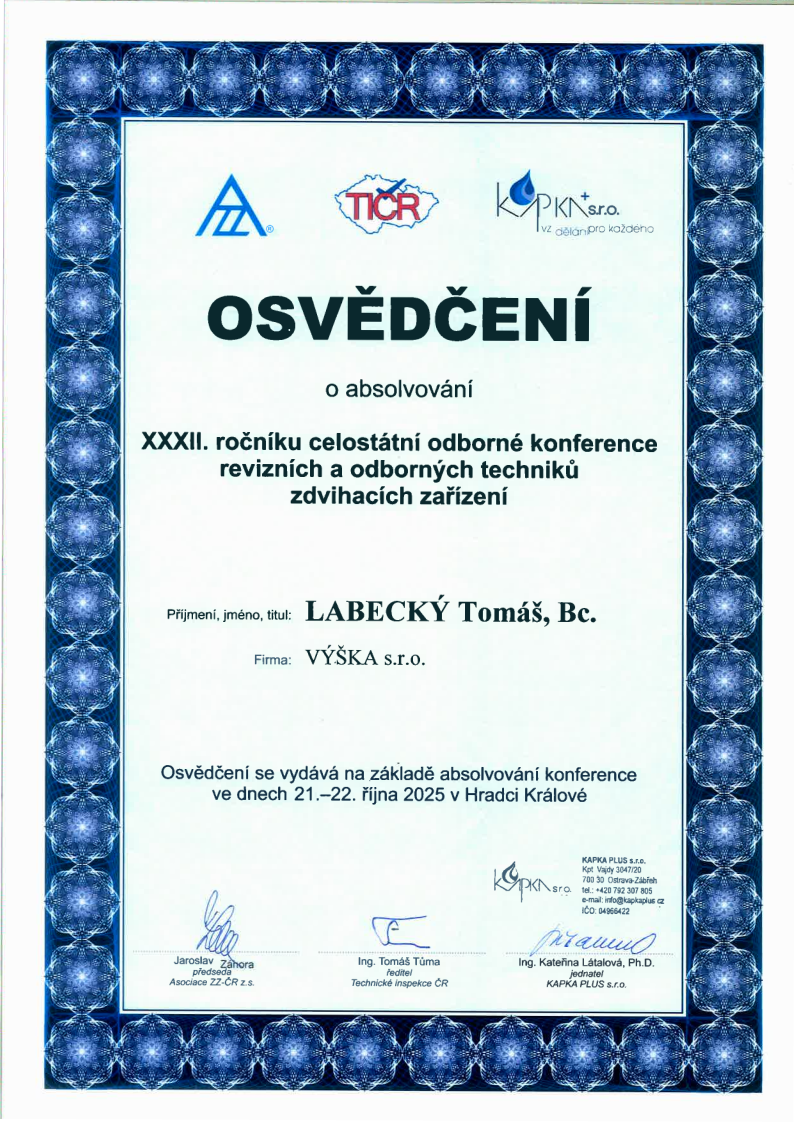 AZZ®
TIČR
KAPKA+ s.r.o.
vzdělání pro každého
OSVĚDČENÍ
o absolvování
XXXII. ročníku celostátní odborné konference
revizních a odborných techniků
zdvihacích zařízení
Příjmení, jméno, titul: LABECKÝ Tomáš, Bc.
Firma: VÝŠKA s.r.o.
Osvědčení se vydává na základě absolvování konference
ve dnech 21.–22. října 2025 v Hradci Králové
KAPKA s.r.o.
KAPKA PLUS s.r.o.
Kpt. Vajdy 3047/20
700 30 Ostrava-Zábřeh
tel.: +420 792 307 805
e-mail: info@kapkaplus.cz
IČO: 04966422
Jaroslav Záhora
předseda
Asociace ZZ-ČR z.s.
Ing. Tomáš Tůma
ředitel
Technické inspekce ČR
Ing. Kateřina Látalová, Ph.D.
jednatel
KAPKA PLUS s.r.o.